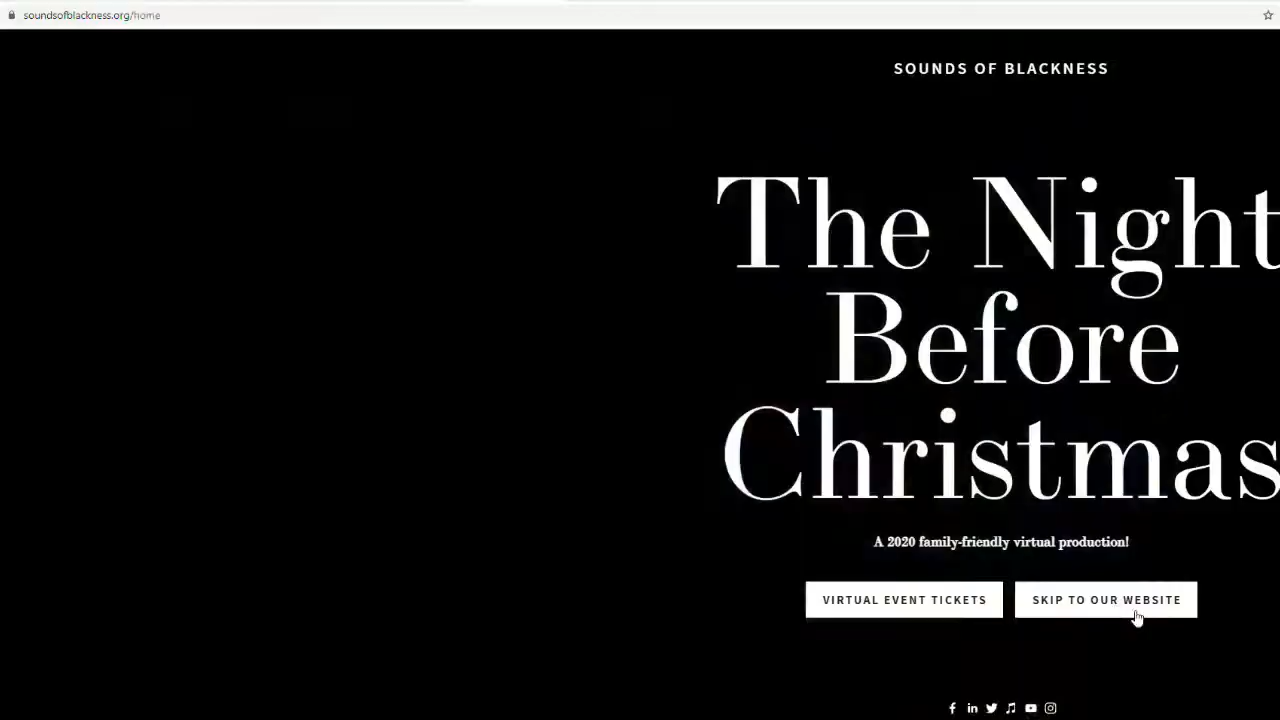 soundsofblackness.org/home
SOUNDS OF BLACKNESS
The Night
Before
Christmas
A 2020 family-friendly virtual production!
VIRTUAL EVENT TICKETS
SKIP TO OUR WEBSITE